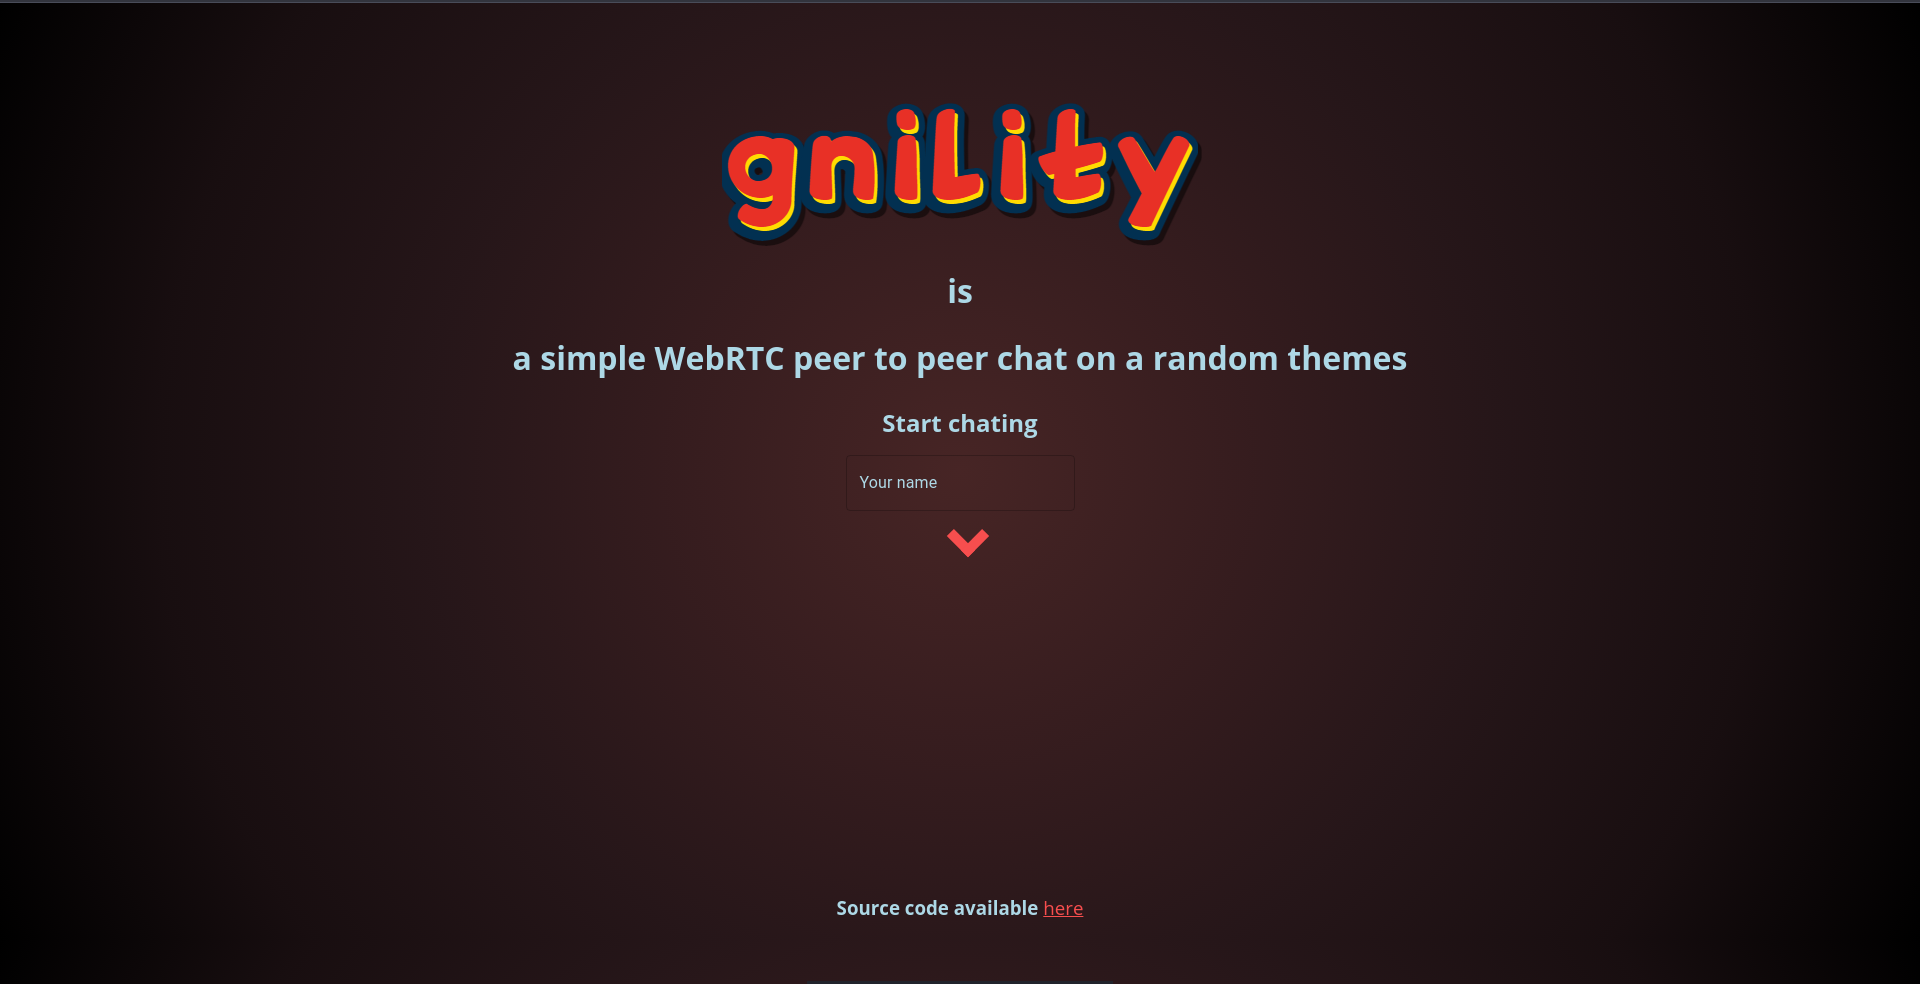 gniLity
is
a simple WebRTC peer to peer chat on a random themes
Start chating
Your name
Source code available here